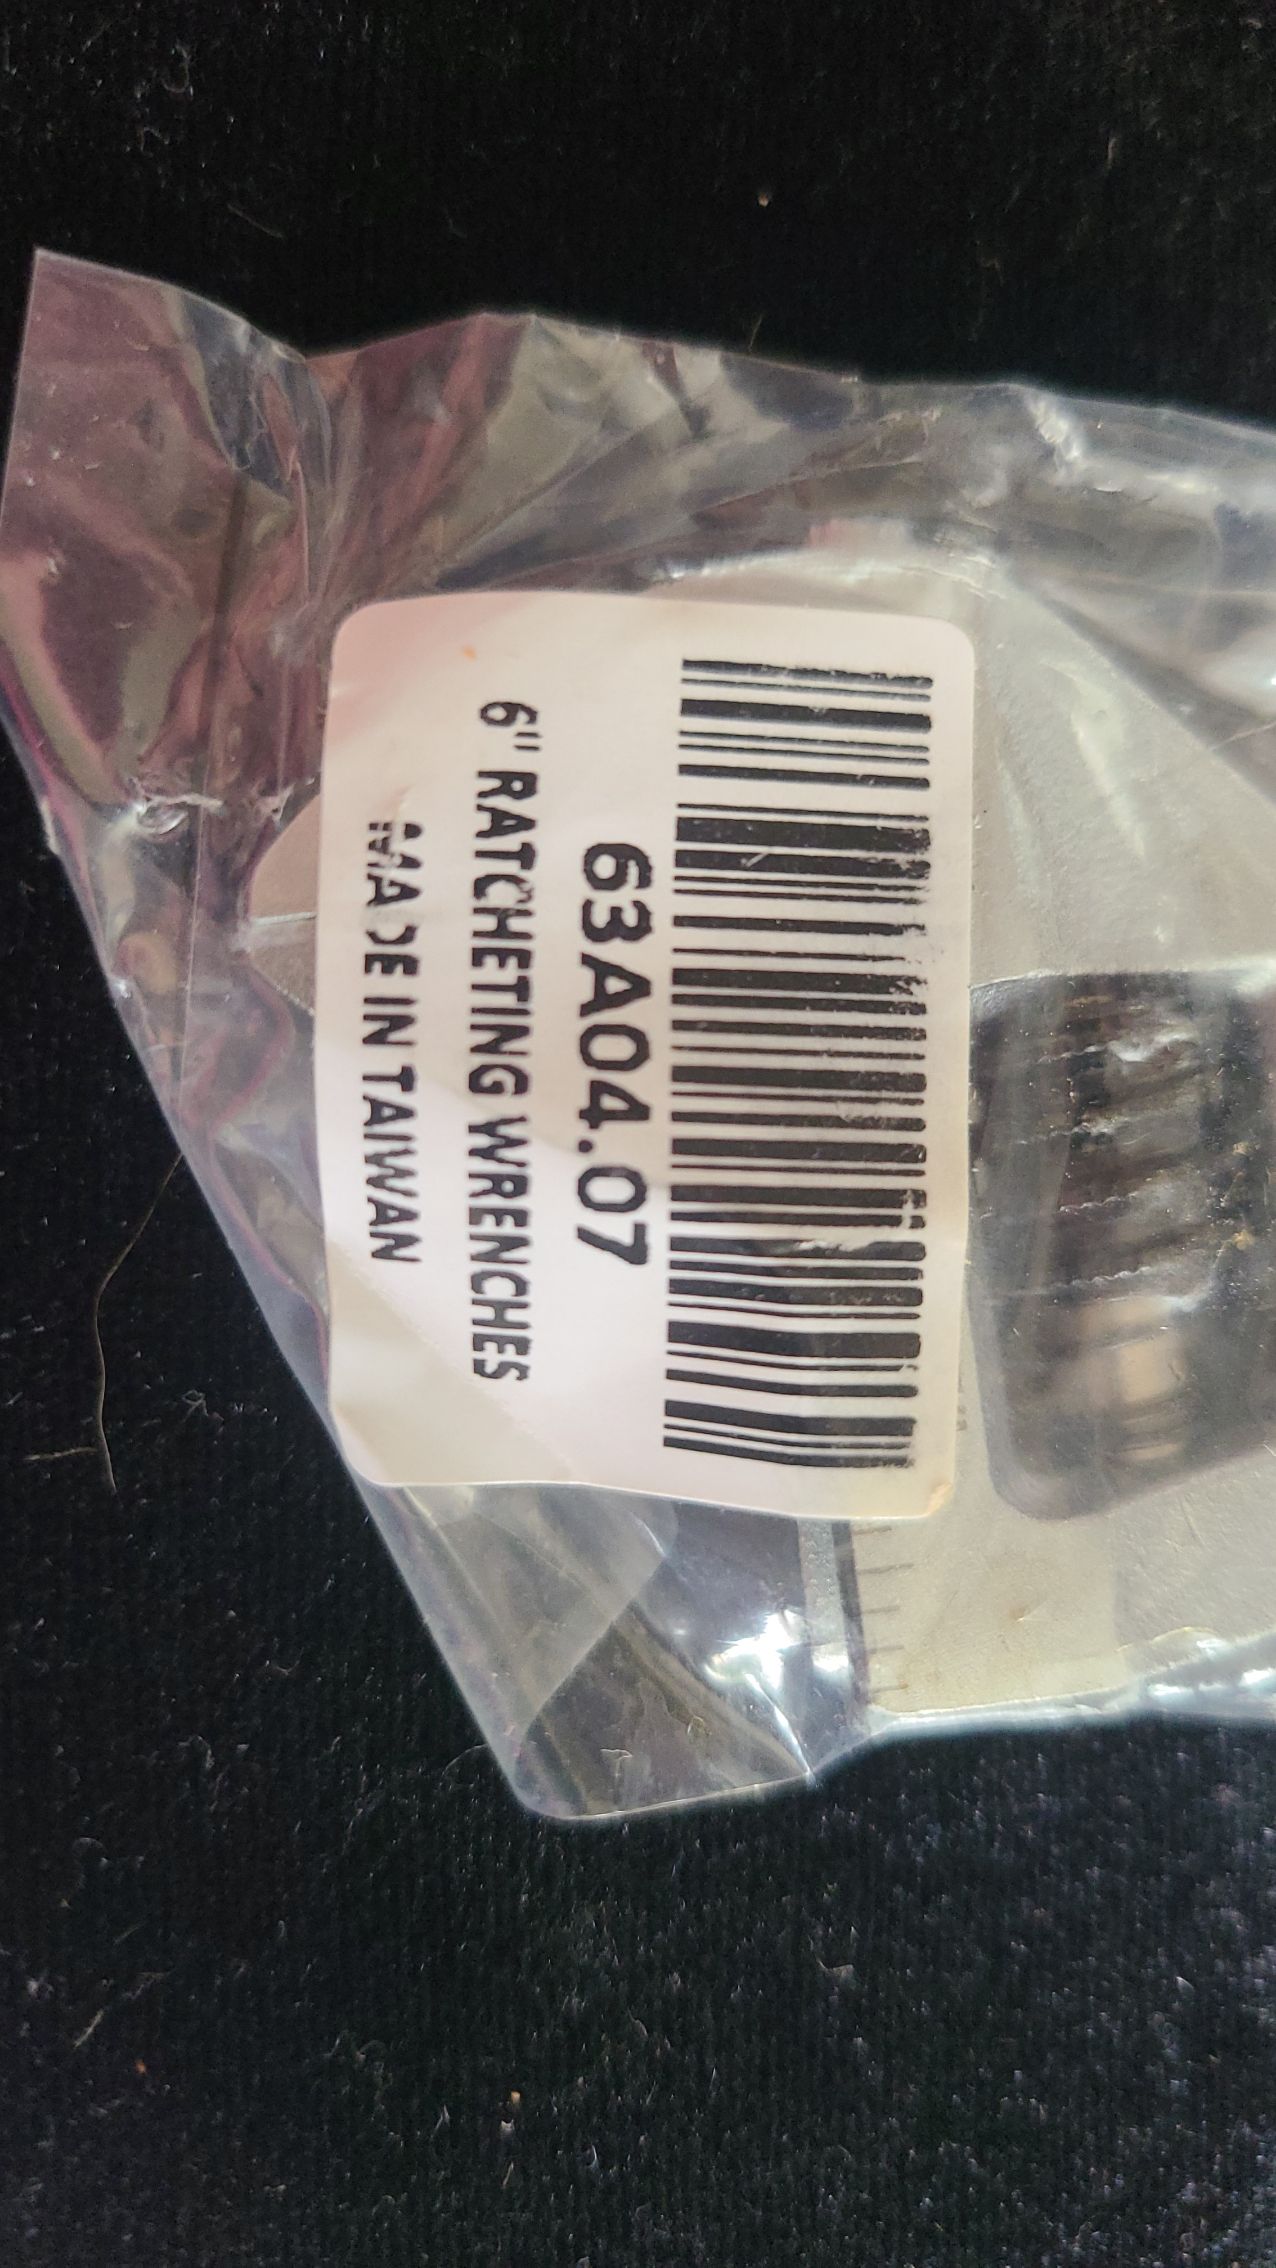 63A04.07
6" RATCHETING WRENCHES
MADE IN TAIWAN